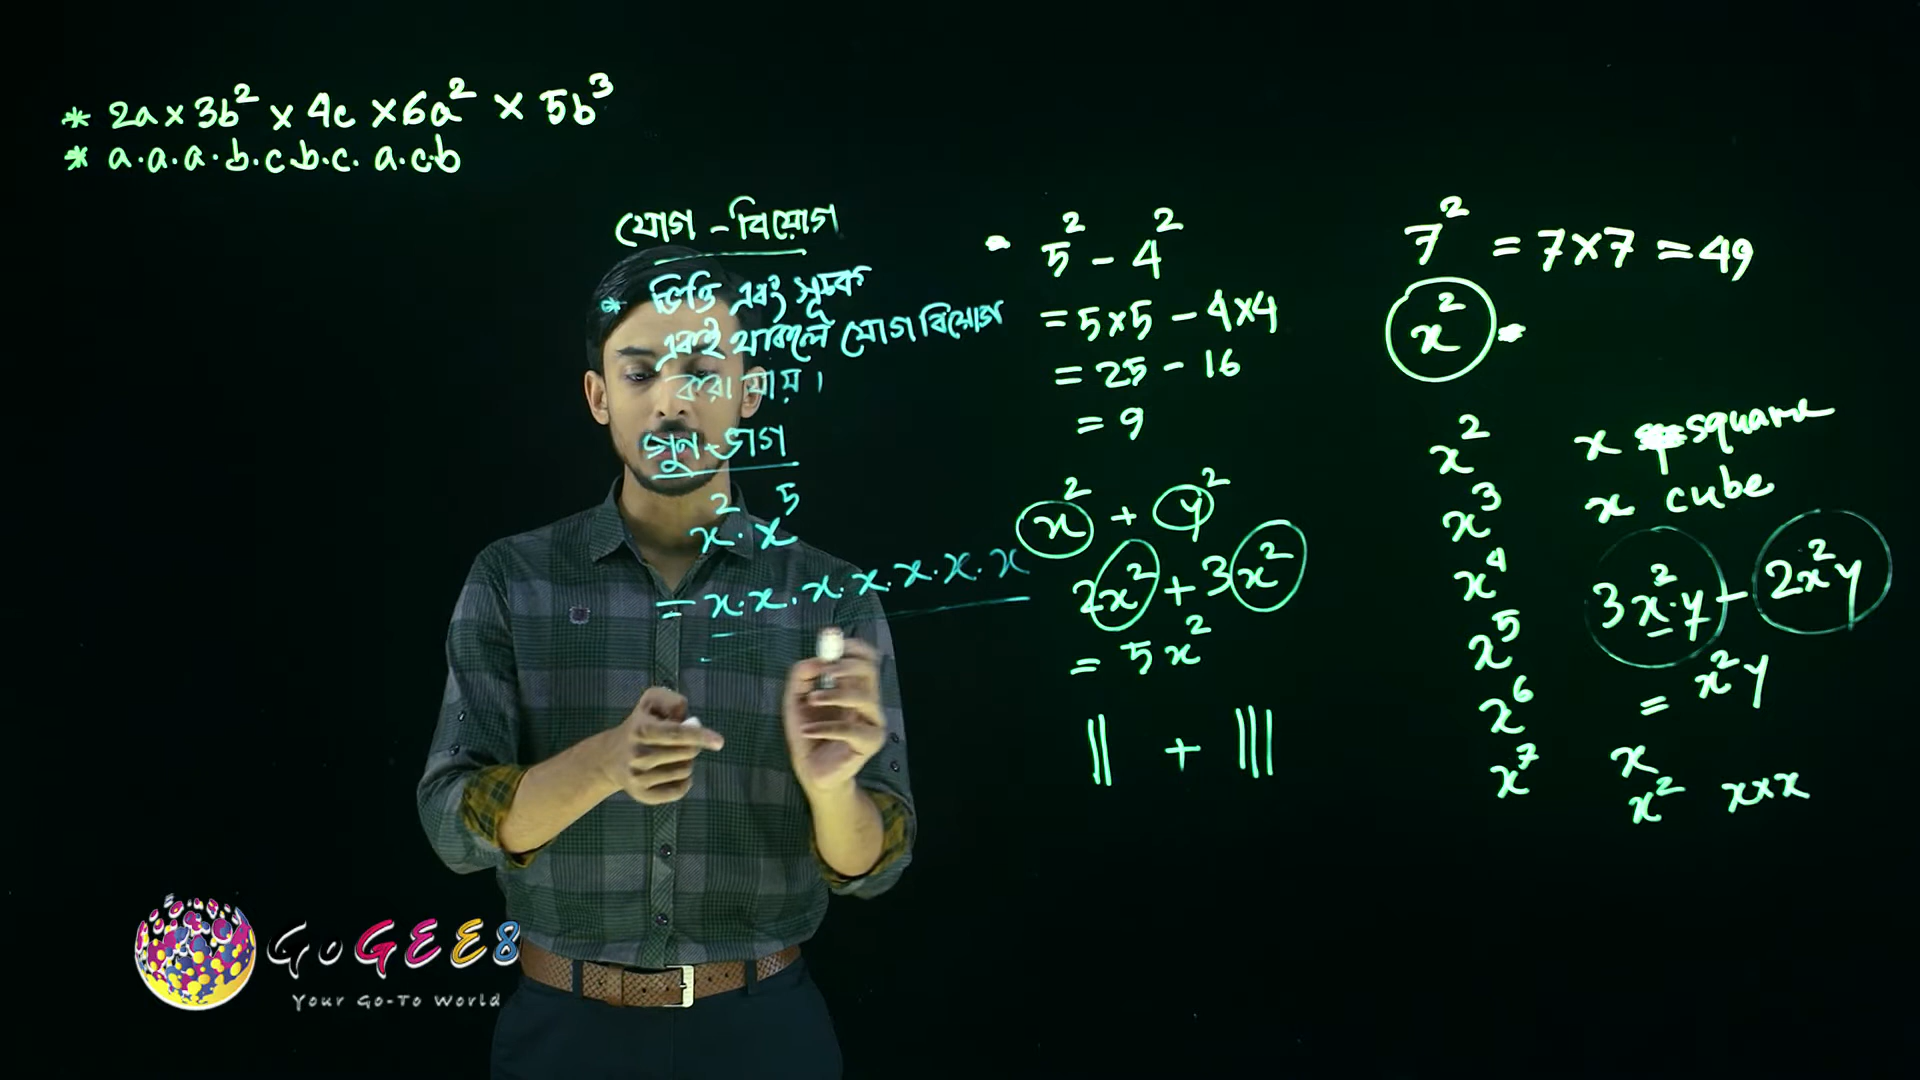 * 2a × 3b² × 4c × 6a² × 5b³
* a.a.a.b.c.b.c. a.c.b
যোগ - বিয়োগ
* ভিত্তি এবং সূচক
একই থাকলে যোগ বিয়োগ
করা যায়।
গুন - ভাগ
x² . x⁵
= x.x.x.x.x.x.x
5² - 4²
= 5×5 - 4×4
= 25 - 16
= 9
x² + y²
2x² + 3x²
= 5x²
|| + |||
7² = 7×7 = 49
x²
x² x square
x³ x cube
x⁴
x⁵
x⁶
x⁷
3x².y - 2x²y
= x²y
x
x² x×x
GoGEE8
Your Go-To World